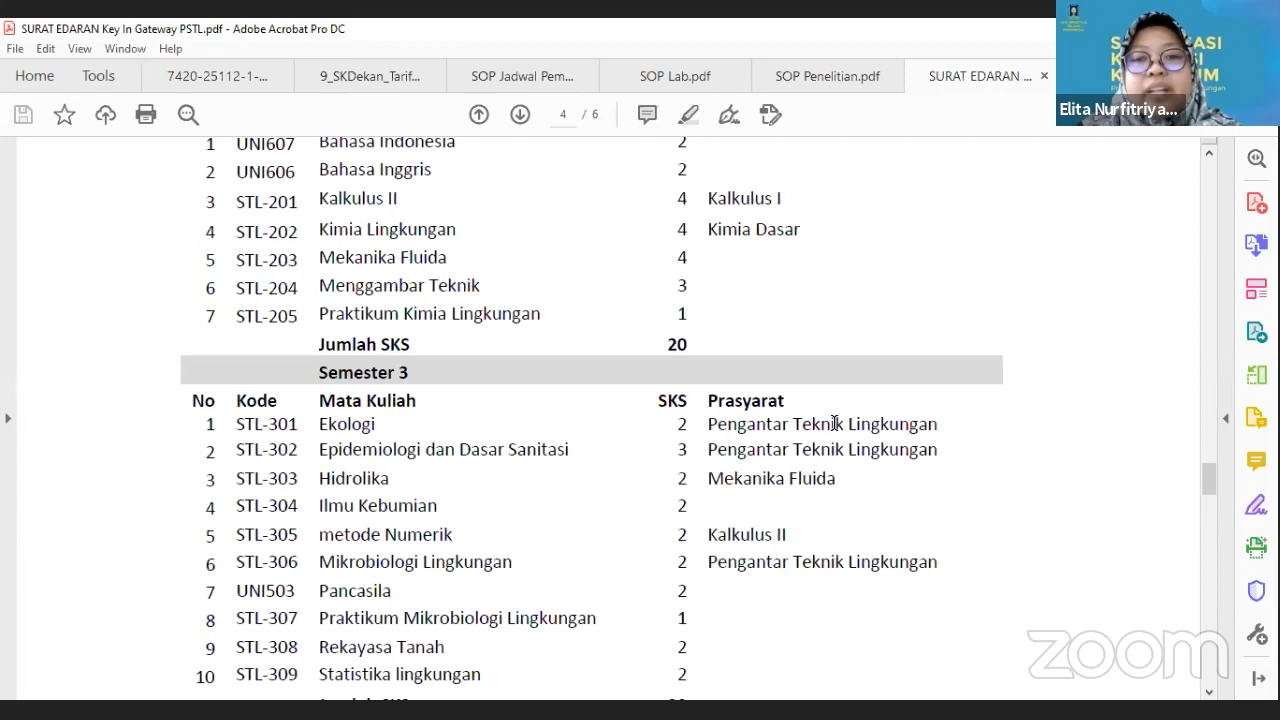 SURAT EDARAN Key In Gateway PSTL.pdf - Adobe Acrobat Pro DC
File Edit View Window Help
Home Tools 7420-25112-1-... 9_SKDekan_Tarif... SOP Jadwal Pem... SOP Lab.pdf SOP Penelitian.pdf SURAT EDARAN ... ×
4 / 6
Elita Nurfitriya...
1 UNI607 Bahasa Indonesia 2
2 UNI606 Bahasa Inggris 2
3 STL-201 Kalkulus II 4 Kalkulus I
4 STL-202 Kimia Lingkungan 4 Kimia Dasar
5 STL-203 Mekanika Fluida 4
6 STL-204 Menggambar Teknik 3
7 STL-205 Praktikum Kimia Lingkungan 1
Jumlah SKS 20
Semester 3
No Kode Mata Kuliah SKS Prasyarat
1 STL-301 Ekologi 2 Pengantar Teknik Lingkungan
2 STL-302 Epidemiologi dan Dasar Sanitasi 3 Pengantar Teknik Lingkungan
3 STL-303 Hidrolika 2 Mekanika Fluida
4 STL-304 Ilmu Kebumian 2
5 STL-305 metode Numerik 2 Kalkulus II
6 STL-306 Mikrobiologi Lingkungan 2 Pengantar Teknik Lingkungan
7 UNI503 Pancasila 2
8 STL-307 Praktikum Mikrobiologi Lingkungan 1
9 STL-308 Rekayasa Tanah 2
10 STL-309 Statistika lingkungan 2
zoom